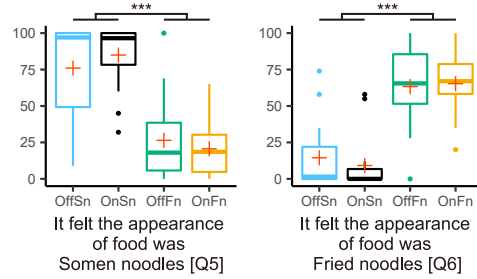 *** ***
100 100
75 75
50 50
25 25
0 0
OffSn OnSn OffFn OnFn OffSn OnSn OffFn OnFn
It felt the appearance
of food was
Somen noodles [Q5]
It felt the appearance
of food was
Fried noodles [Q6]